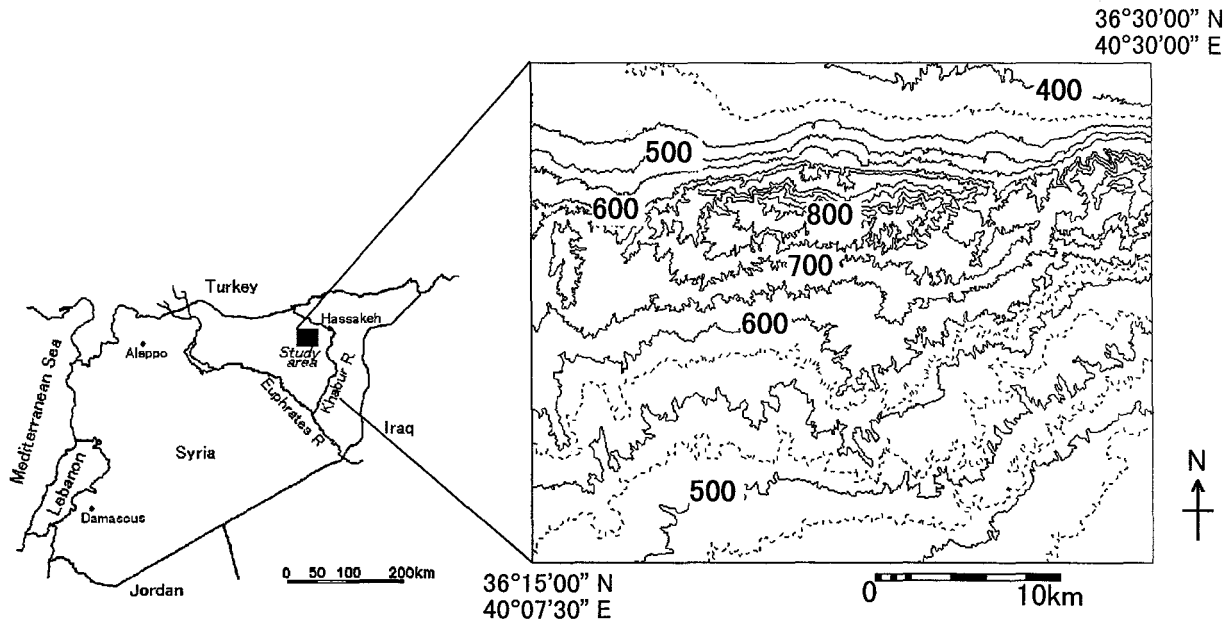 36°30'00" N
40°30'00" E
400
500
600
800
700
600
500
N
0 10km
36°15'00" N
40°07'30" E
Turkey
Hassakeh
Aleppo
Study
area
Khabur R
Euphrates R
Mediterranean Sea
Iraq
Syria
Lebanon
Damascus
Jordan
0 50 100 200km